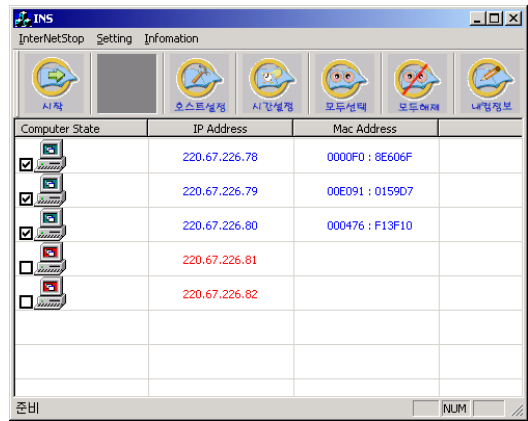 INS
InterNetStop Setting Infomation
시작 호스트설정 시간설정 모두선택 모두해제 내컴정보
Computer State IP Address Mac Address
220.67.226.78 0000F0 : 8E606F
220.67.226.79 00E091 : 0159D7
220.67.226.80 000476 : F13F10
220.67.226.81
220.67.226.82
준비 NUM